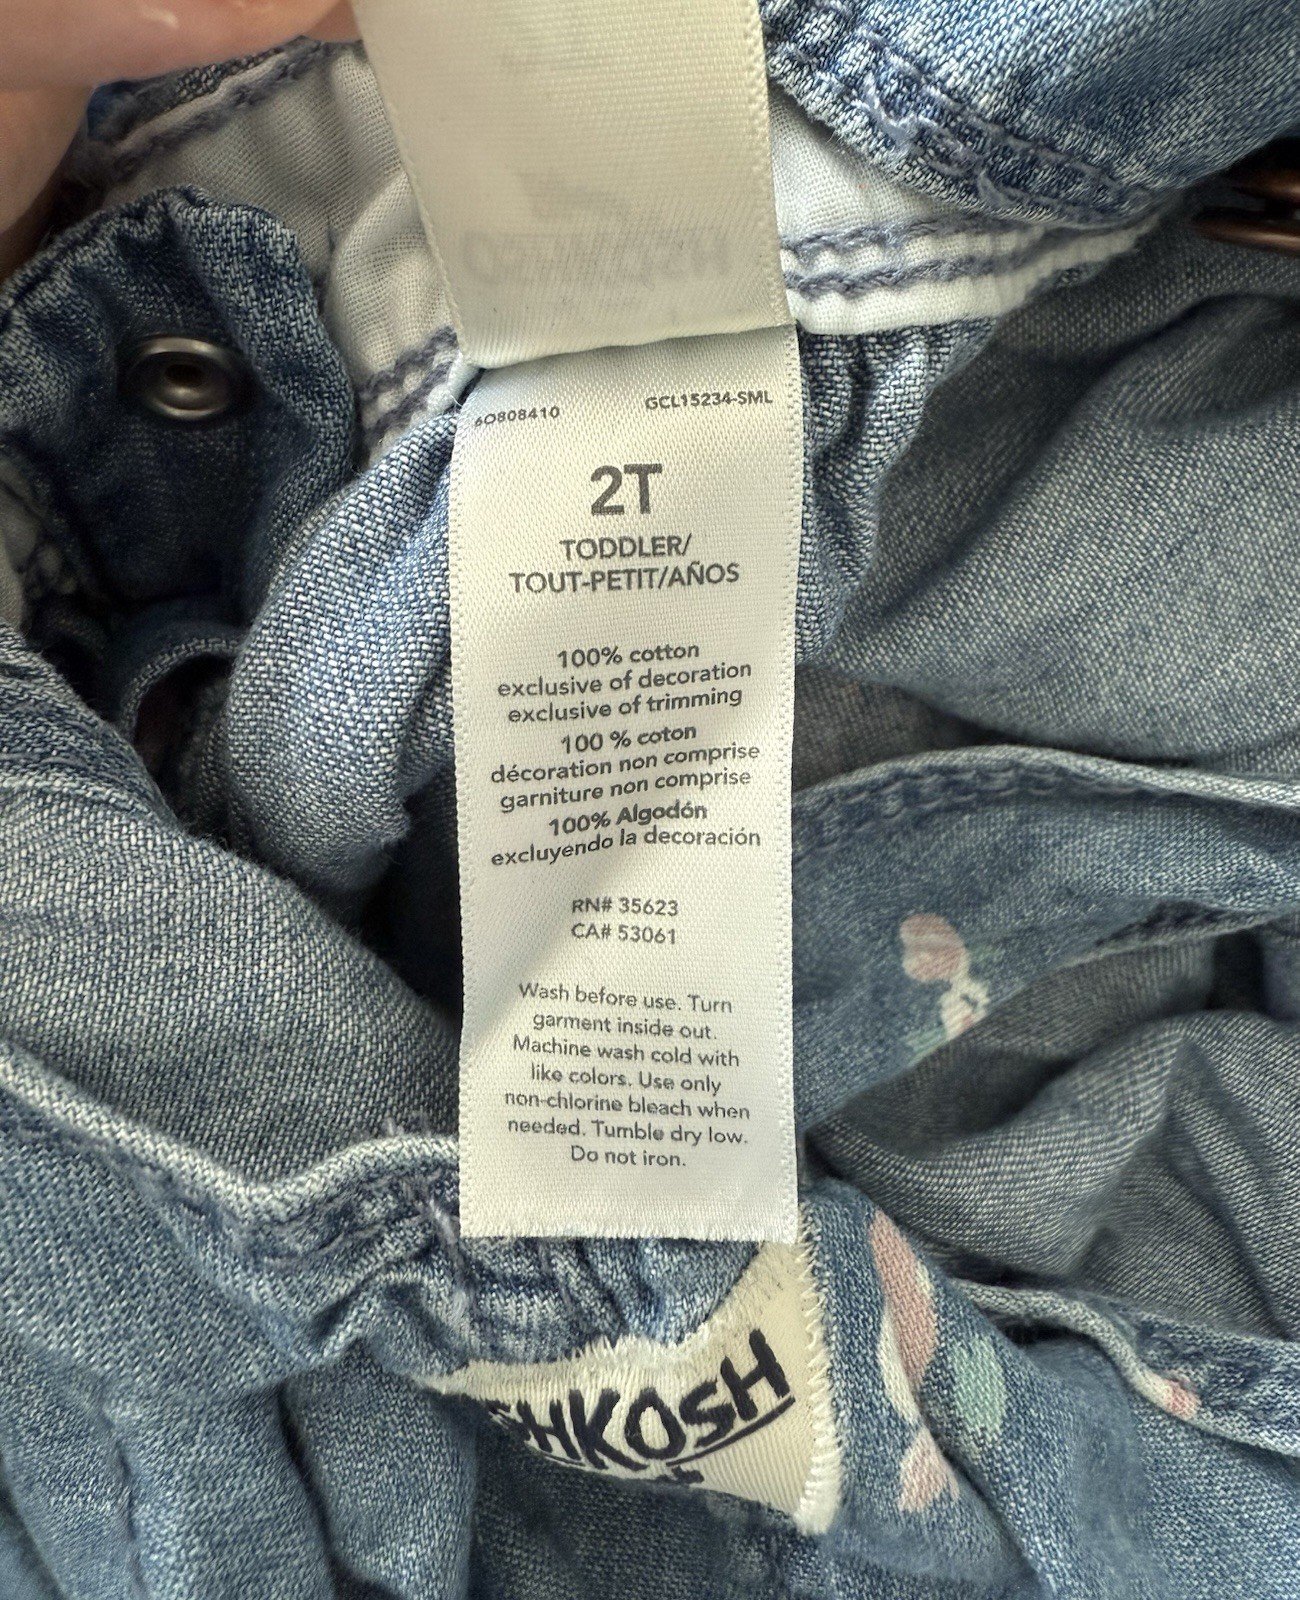 60808410 GCL15234-SML
2T
TODDLER/
TOUT-PETIT/AÑOS
100% cotton
exclusive of decoration
exclusive of trimming
100 % coton
décoration non comprise
garniture non comprise
100% Algodón
excluyendo la decoración
RN# 35623
CA# 53061
Wash before use. Turn
garment inside out.
Machine wash cold with
like colors. Use only
non-chlorine bleach when
needed. Tumble dry low.
Do not iron.
SHKOSH